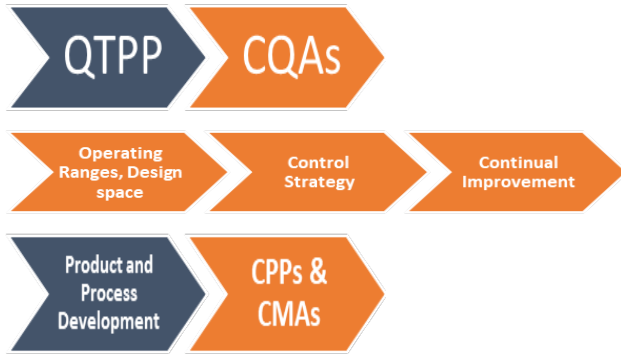 QTPP
CQAs
Operating
Ranges, Design
space
Control
Strategy
Continual
Improvement
Product and
Process
Development
CPPs &
CMAs